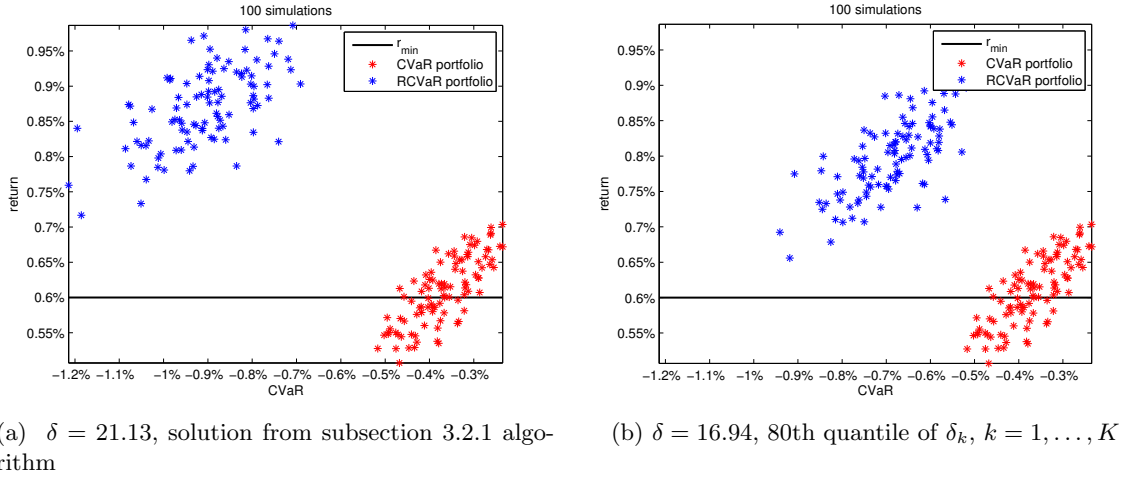 100 simulations
r_min
CVaR portfolio
RCVaR portfolio
0.95%
0.9%
0.85%
0.8%
0.75%
0.7%
0.65%
0.6%
0.55%
return
−1.2% −1.1% −1% −0.9% −0.8% −0.7% −0.6% −0.5% −0.4% −0.3%
CVaR
100 simulations
r_min
CVaR portfolio
RCVaR portfolio
0.95%
0.9%
0.85%
0.8%
0.75%
0.7%
0.65%
0.6%
0.55%
return
−1.2% −1.1% −1% −0.9% −0.8% −0.7% −0.6% −0.5% −0.4% −0.3%
CVaR
(a) δ = 21.13, solution from subsection 3.2.1 algo-
rithm
(b) δ = 16.94, 80th quantile of δ_k, k = 1, . . . , K